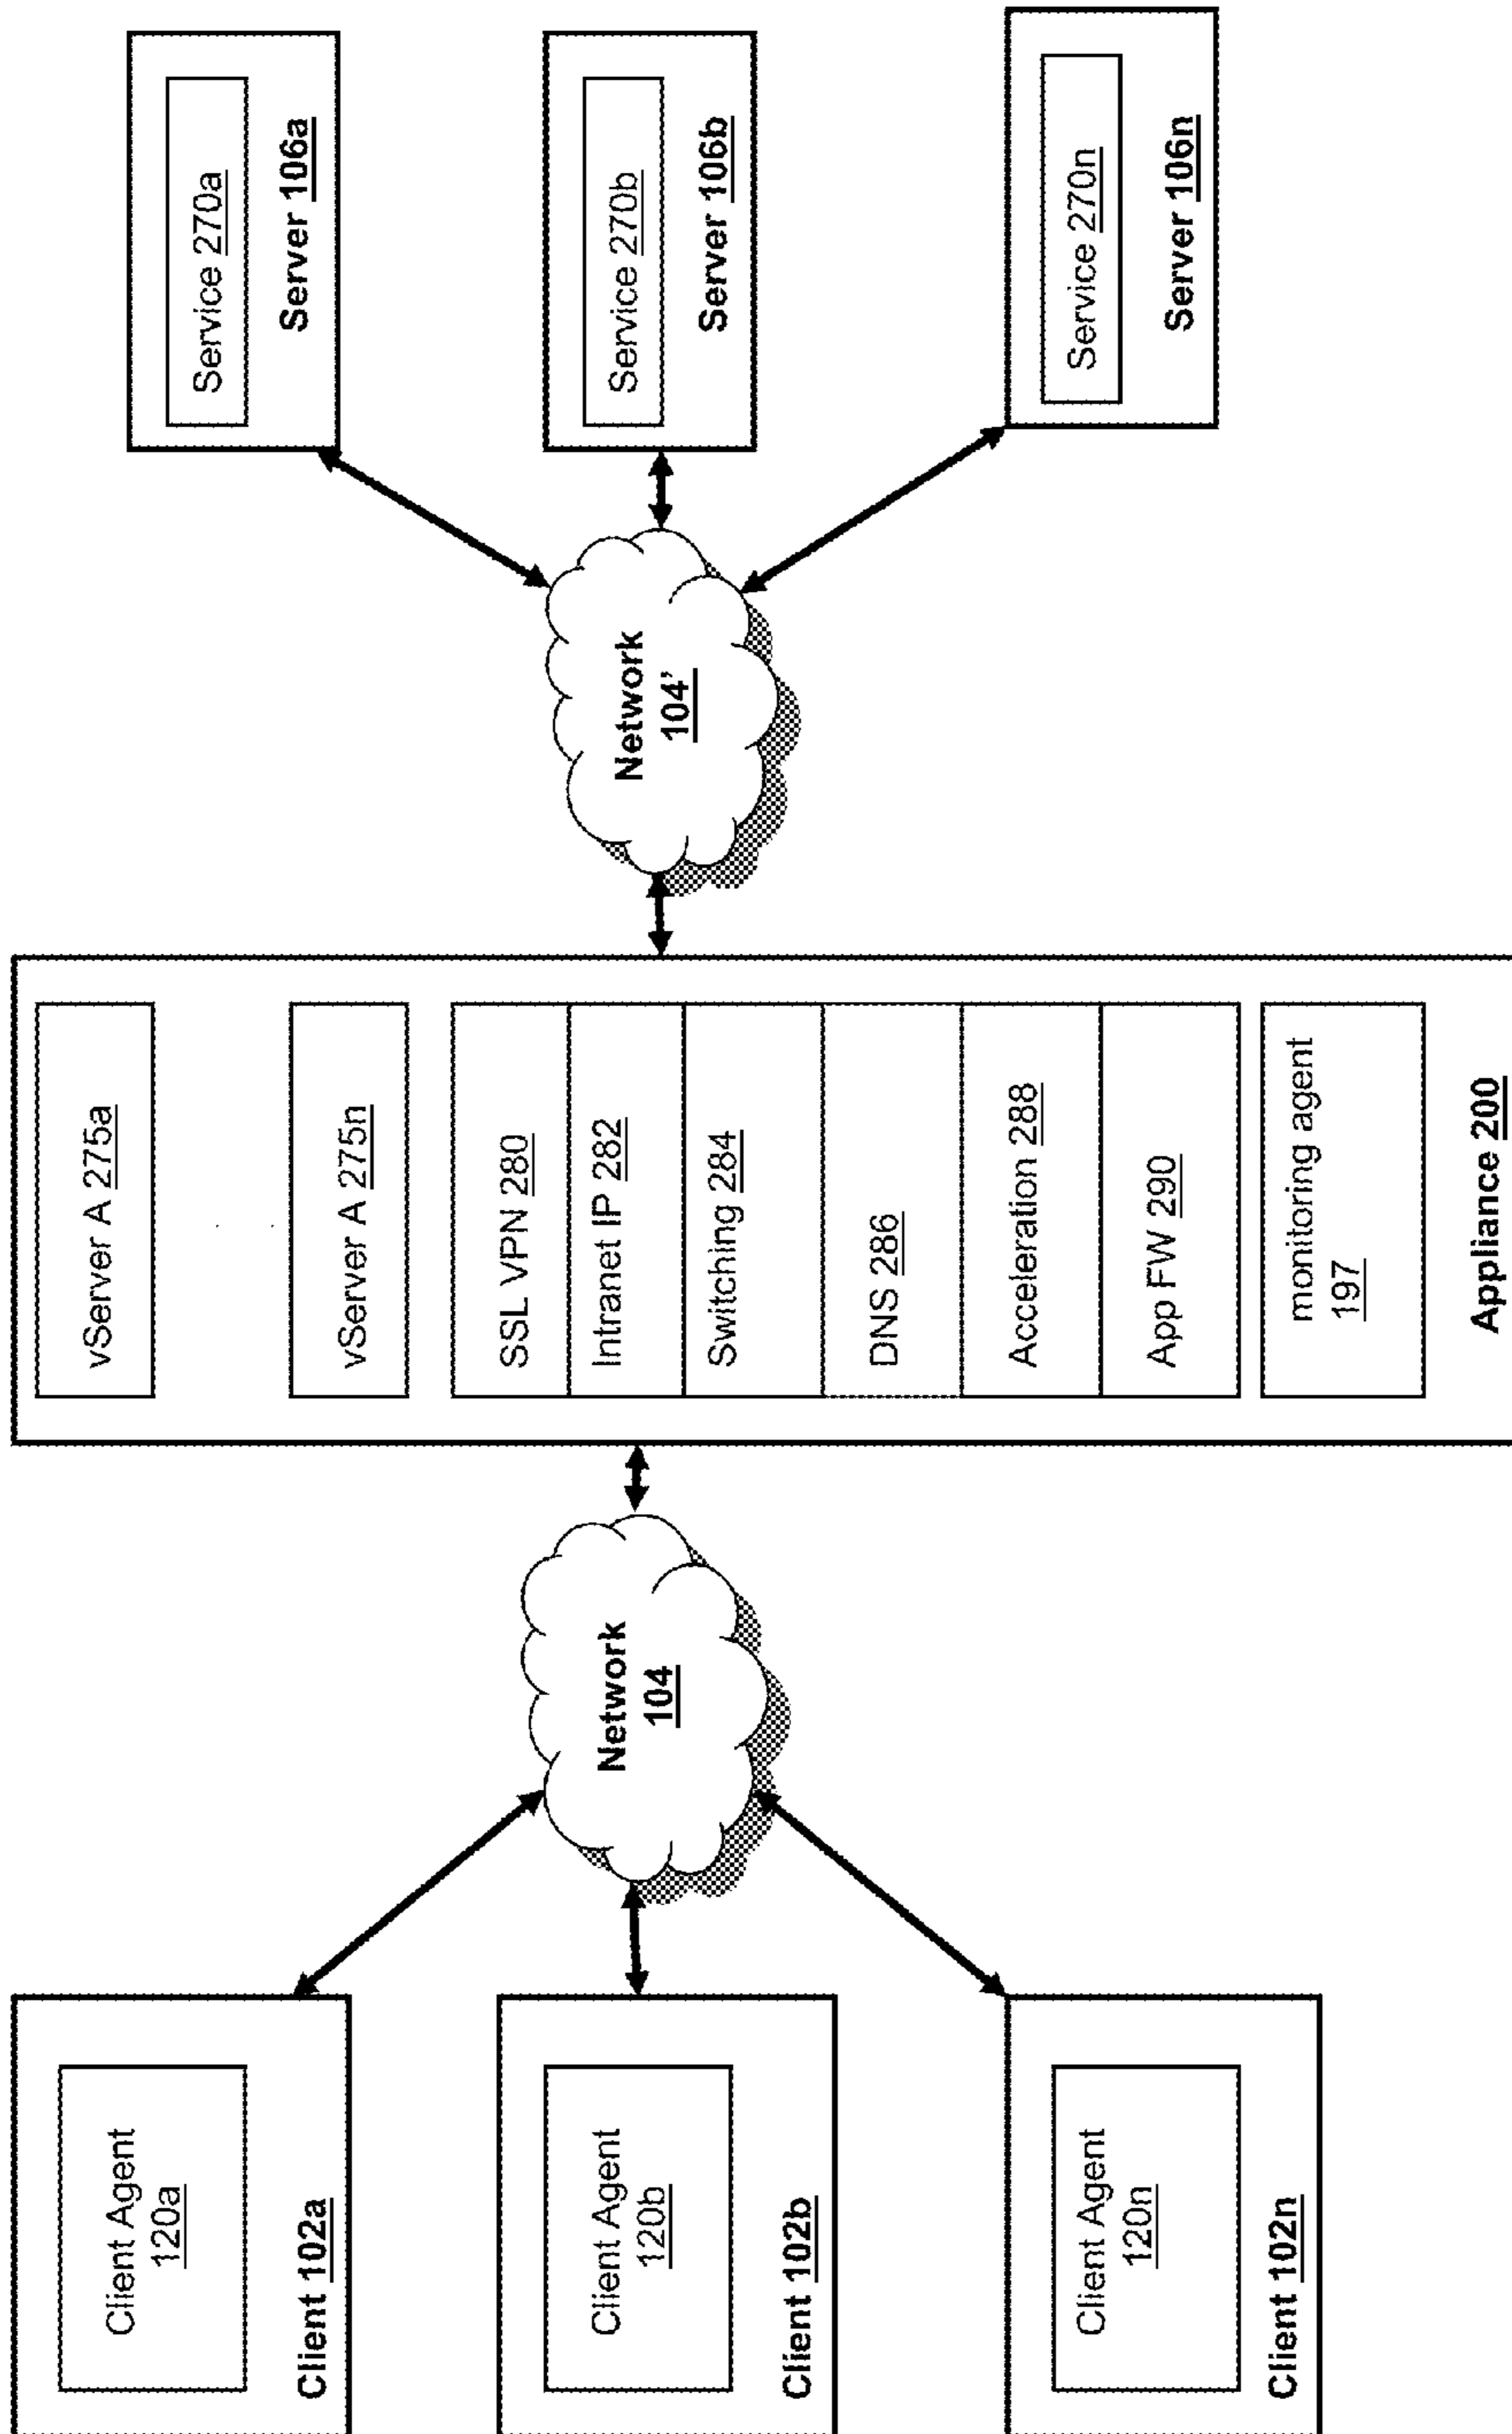 Client Agent
120a
Client 102a
Client Agent
120b
Client 102b
Client Agent
120n
Client 102n
Network
104
vServer A 275a
vServer A 275n
SSL VPN 280
Intranet IP 282
Switching 284
DNS 286
Acceleration 288
App FW 290
monitoring agent
197
Appliance 200
Network
104’
Service 270a
Server 106a
Service 270b
Server 106b
Service 270n
Server 106n